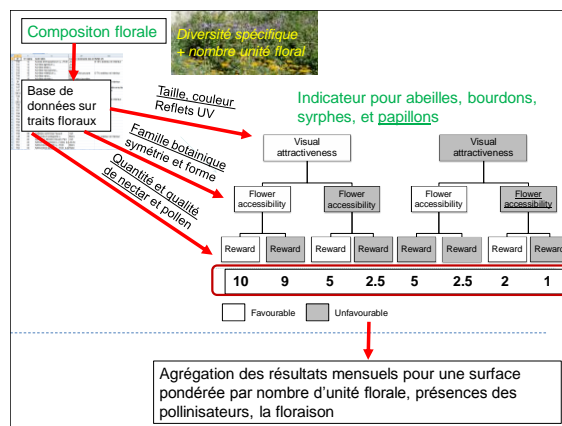 Compositon florale
Diversité spécifique
+ nombre unité floral
Base de
données sur
traits floraux
Taille, couleur
Reflets UV
Famille botainique
symétrie et forme
Quantité et qualité
de nectar et pollen
Indicateur pour abeilles, bourdons,
syrphes, et papillons
Visual
attractiveness
Visual
attractiveness
Flower
accessibility
Flower
accessibility
Flower
accessibility
Flower
accessibility
Reward Reward Reward Reward Reward Reward Reward Reward
10 9 5 2.5 5 2.5 2 1
Favourable Unfavourable
Agrégation des résultats mensuels pour une surface
pondérée par nombre d'unité florale, présences des
pollinisateurs, la floraison